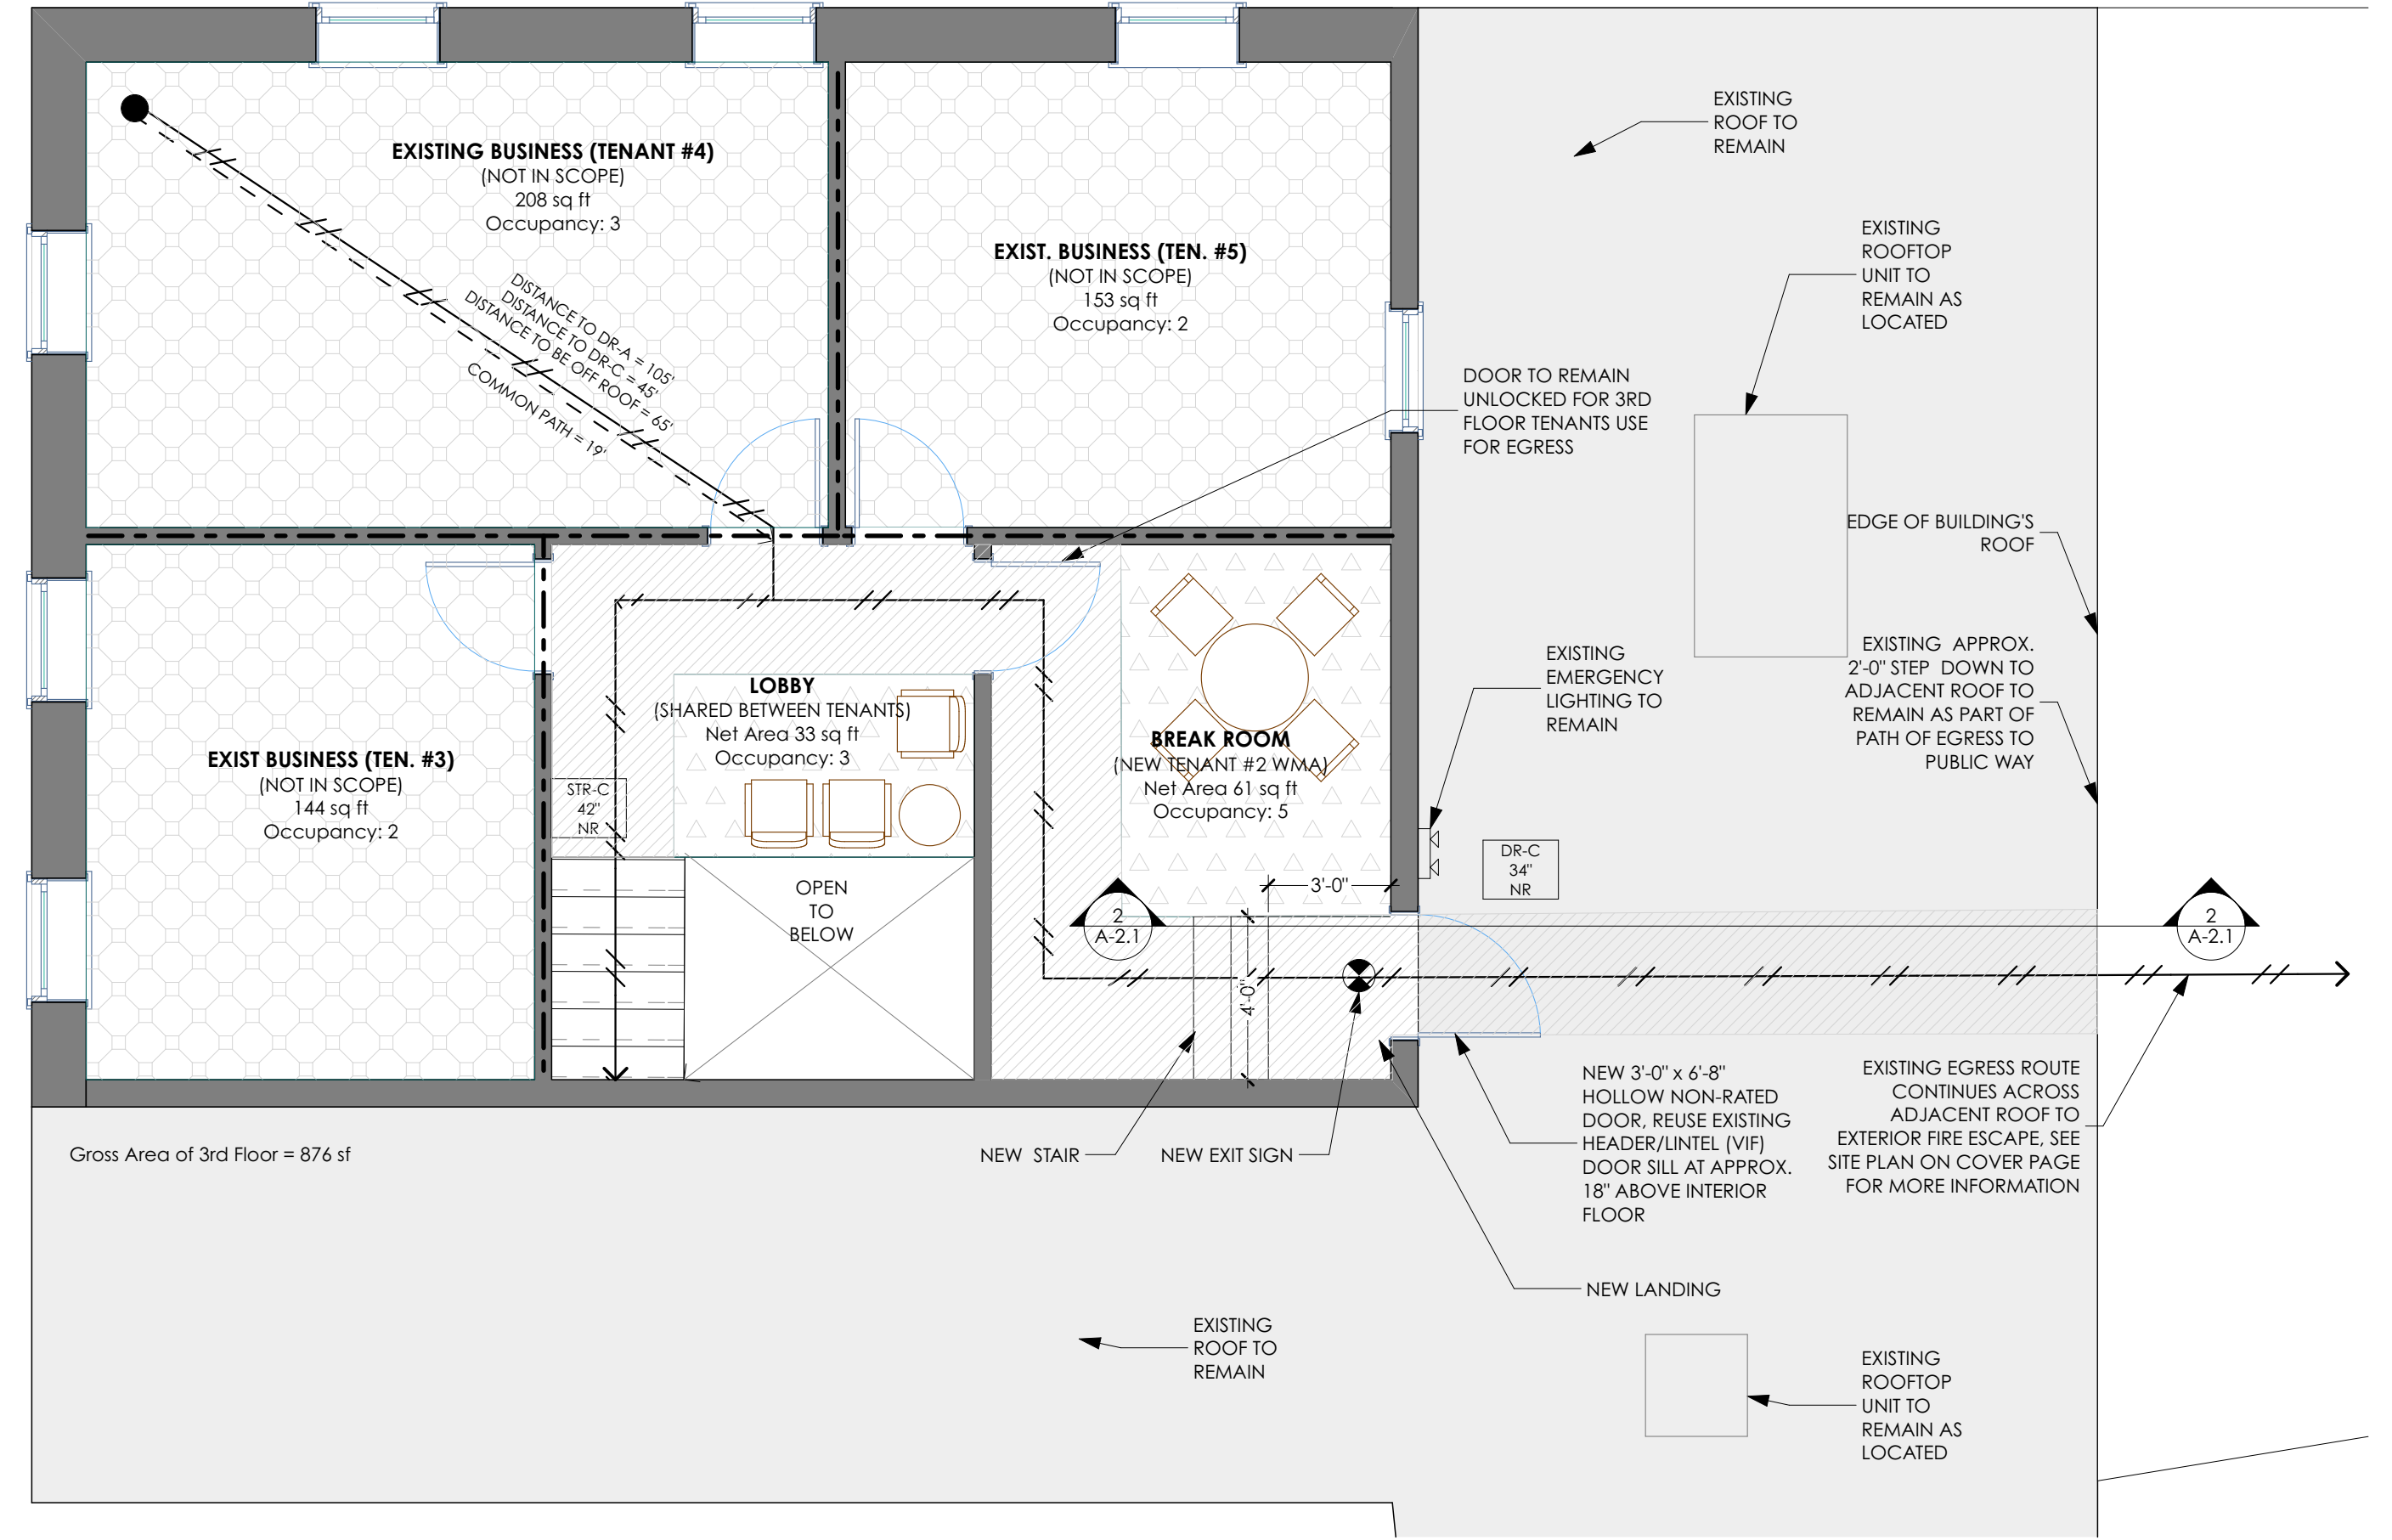 EXISTING BUSINESS (TENANT #4)
(NOT IN SCOPE)
208 sq ft
Occupancy: 3
DISTANCE TO DR-A = 105'
DISTANCE TO DR-C = 45'
DISTANCE TO BE OFF ROOF = 65'
COMMON PATH = 19'
EXIST. BUSINESS (TEN. #5)
(NOT IN SCOPE)
153 sq ft
Occupancy: 2
EXISTING
ROOF TO
REMAIN
EXISTING
ROOFTOP
UNIT TO
REMAIN AS
LOCATED
DOOR TO REMAIN
UNLOCKED FOR 3RD
FLOOR TENANTS USE
FOR EGRESS
EDGE OF BUILDING'S
ROOF
EXISTING APPROX.
2'-0" STEP DOWN TO
ADJACENT ROOF TO
REMAIN AS PART OF
PATH OF EGRESS TO
PUBLIC WAY
EXISTING
EMERGENCY
LIGHTING TO
REMAIN
EXIST BUSINESS (TEN. #3)
(NOT IN SCOPE)
144 sq ft
Occupancy: 2
LOBBY
(SHARED BETWEEN TENANTS)
Net Area 33 sq ft
Occupancy: 3
BREAK ROOM
(NEW TENANT #2 WMA)
Net Area 61 sq ft
Occupancy: 5
STR-C
42"
NR
DR-C
34"
NR
OPEN
TO
BELOW
3'-0"
4'-0"
2
A-2.1
2
A-2.1
NEW STAIR
NEW EXIT SIGN
NEW 3'-0" x 6'-8"
HOLLOW NON-RATED
DOOR, REUSE EXISTING
HEADER/LINTEL (VIF)
DOOR SILL AT APPROX.
18" ABOVE INTERIOR
FLOOR
EXISTING EGRESS ROUTE
CONTINUES ACROSS
ADJACENT ROOF TO
EXTERIOR FIRE ESCAPE, SEE
SITE PLAN ON COVER PAGE
FOR MORE INFORMATION
Gross Area of 3rd Floor = 876 sf
NEW LANDING
EXISTING
ROOF TO
REMAIN
EXISTING
ROOFTOP
UNIT TO
REMAIN AS
LOCATED